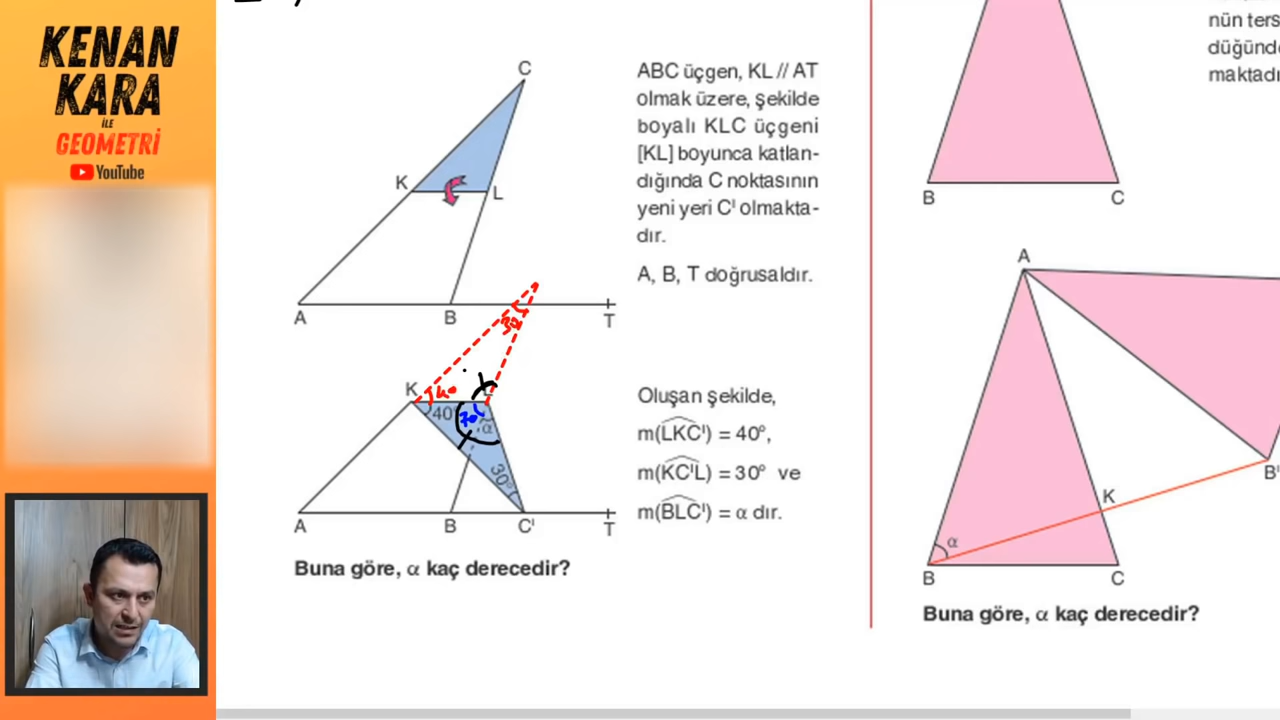 KENAN
KARA
İLE
GEOMETRİ
YouTube
C
K
L
A
B
T
ABC üçgen, KL // AT
olmak üzere, şekilde
boyalı KLC üçgeni
[KL] boyunca katlan-
dığında C noktasının
yeni yeri C' olmakta-
dır.
A, B, T doğrusaldır.
30
K
40
40°
70
α
30°
A
B
C'
T
Oluşan şekilde,
m(LKC') = 40°,
m(KC'L) = 30° ve
m(BLC') = α dır.
Buna göre, α kaç derecedir?
nün ters
düğünde
B
C
A
B'
K
α
B
C
Buna göre, α kaç derecedir?